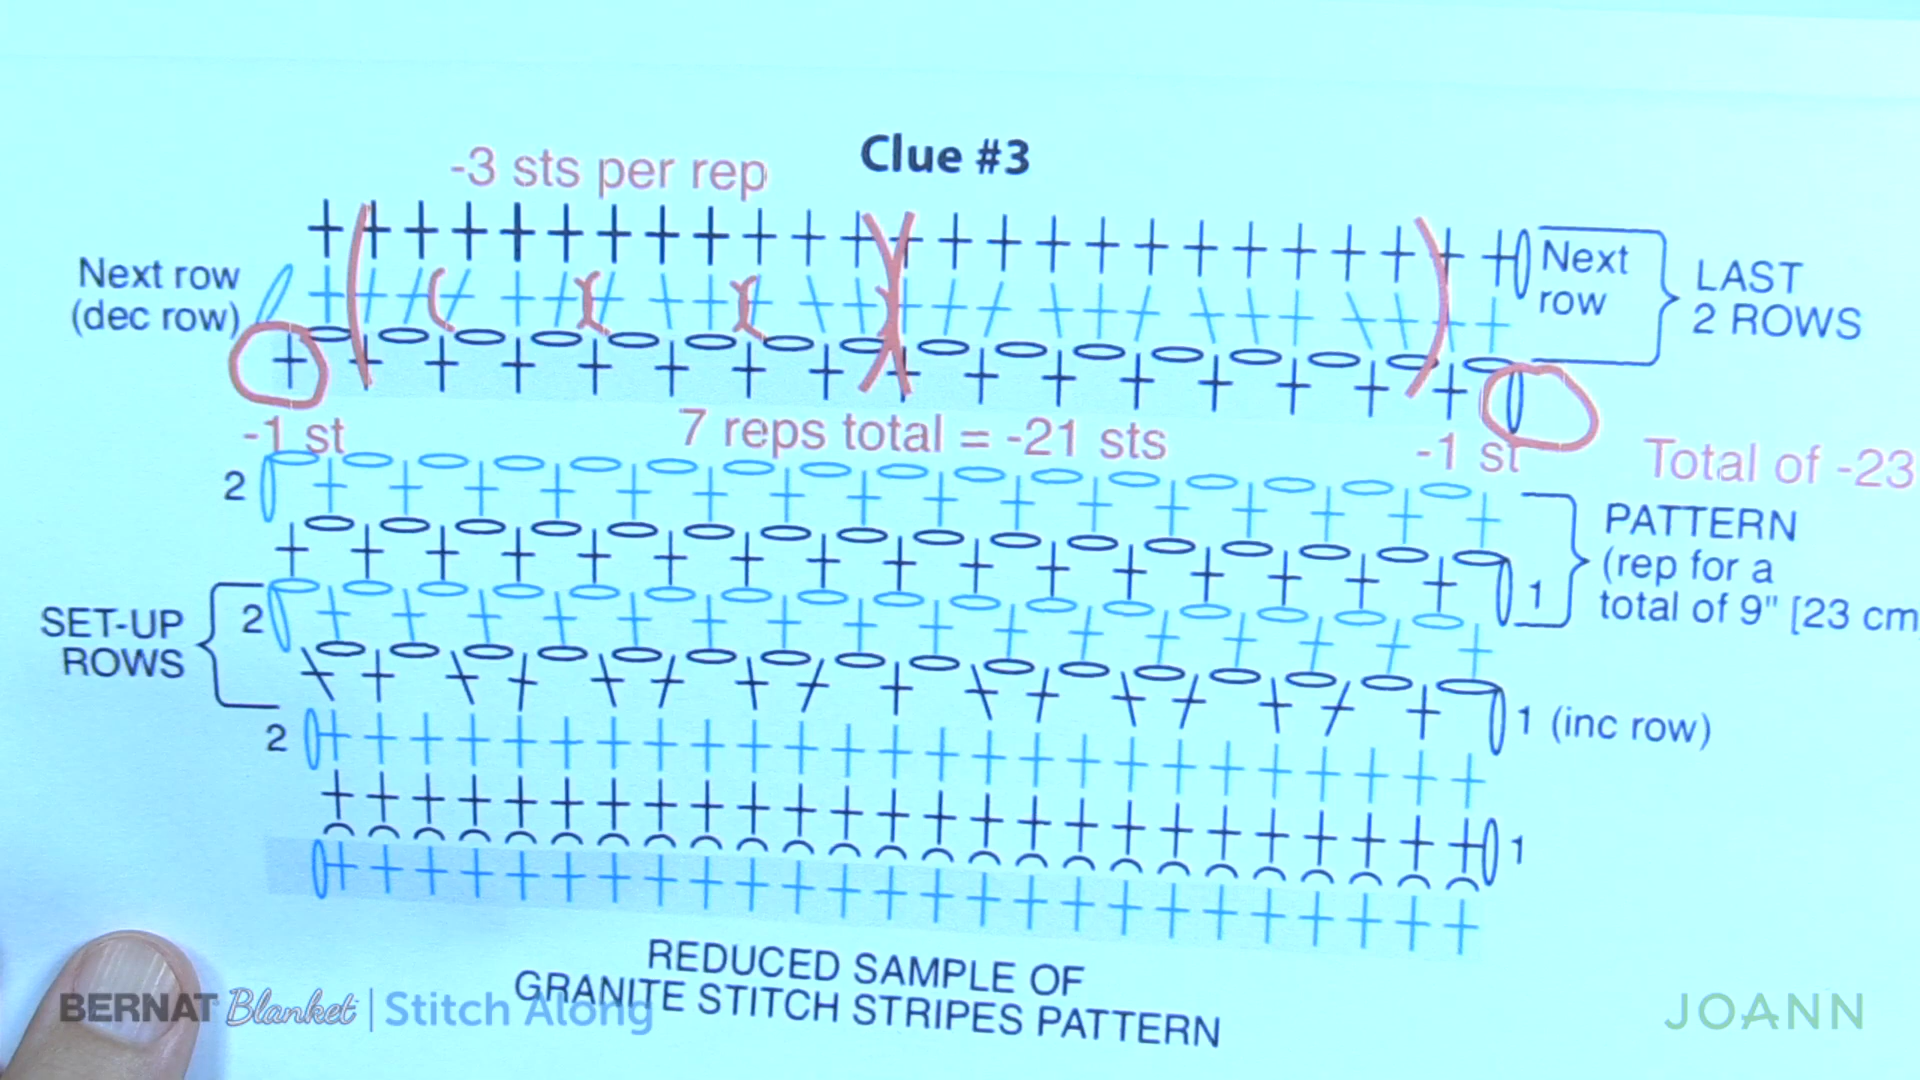 Clue #3
-3 sts per rep
Next row
(dec row)
Next
row
LAST
2 ROWS
-1 st
7 reps total = -21 sts
-1 st
Total of -23
2
PATTERN
(rep for a
total of 9" [23 cm
1
SET-UP
ROWS
2
1 (inc row)
2
1
REDUCED SAMPLE OF
GRANITE STITCH STRIPES PATTERN
BERNAT Blanket | Stitch Along
JOANN